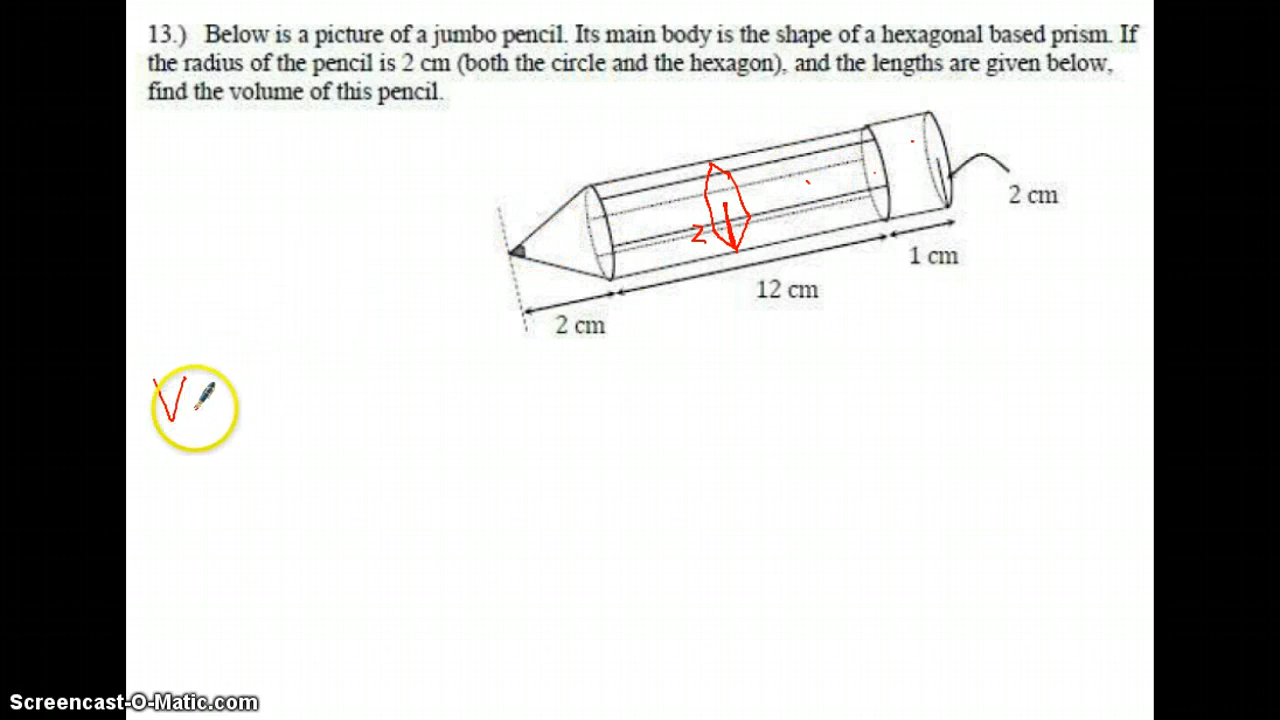 13.) Below is a picture of a jumbo pencil. Its main body is the shape of a hexagonal based prism. If
the radius of the pencil is 2 cm (both the circle and the hexagon), and the lengths are given below,
find the volume of this pencil.
2 cm
2
1 cm
12 cm
2 cm
V
Screencast-O-Matic.com